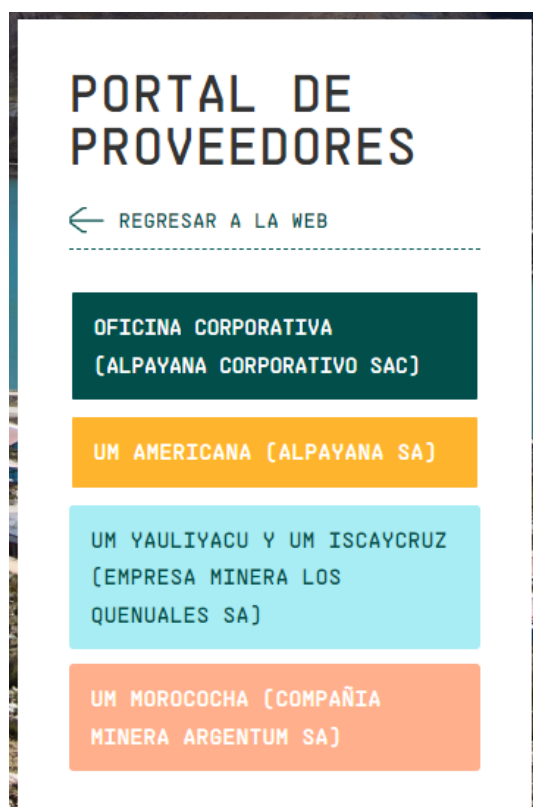 PORTAL DE
PROVEEDORES
REGRESAR A LA WEB
OFICINA CORPORATIVA
(ALPAYANA CORPORATIVO SAC)
UM AMERICANA (ALPAYANA SA)
UM YAULIYACU Y UM ISCAYCRUZ
(EMPRESA MINERA LOS
QUENUALES SA)
UM MOROCOCHA (COMPAÑIA
MINERA ARGENTUM SA)